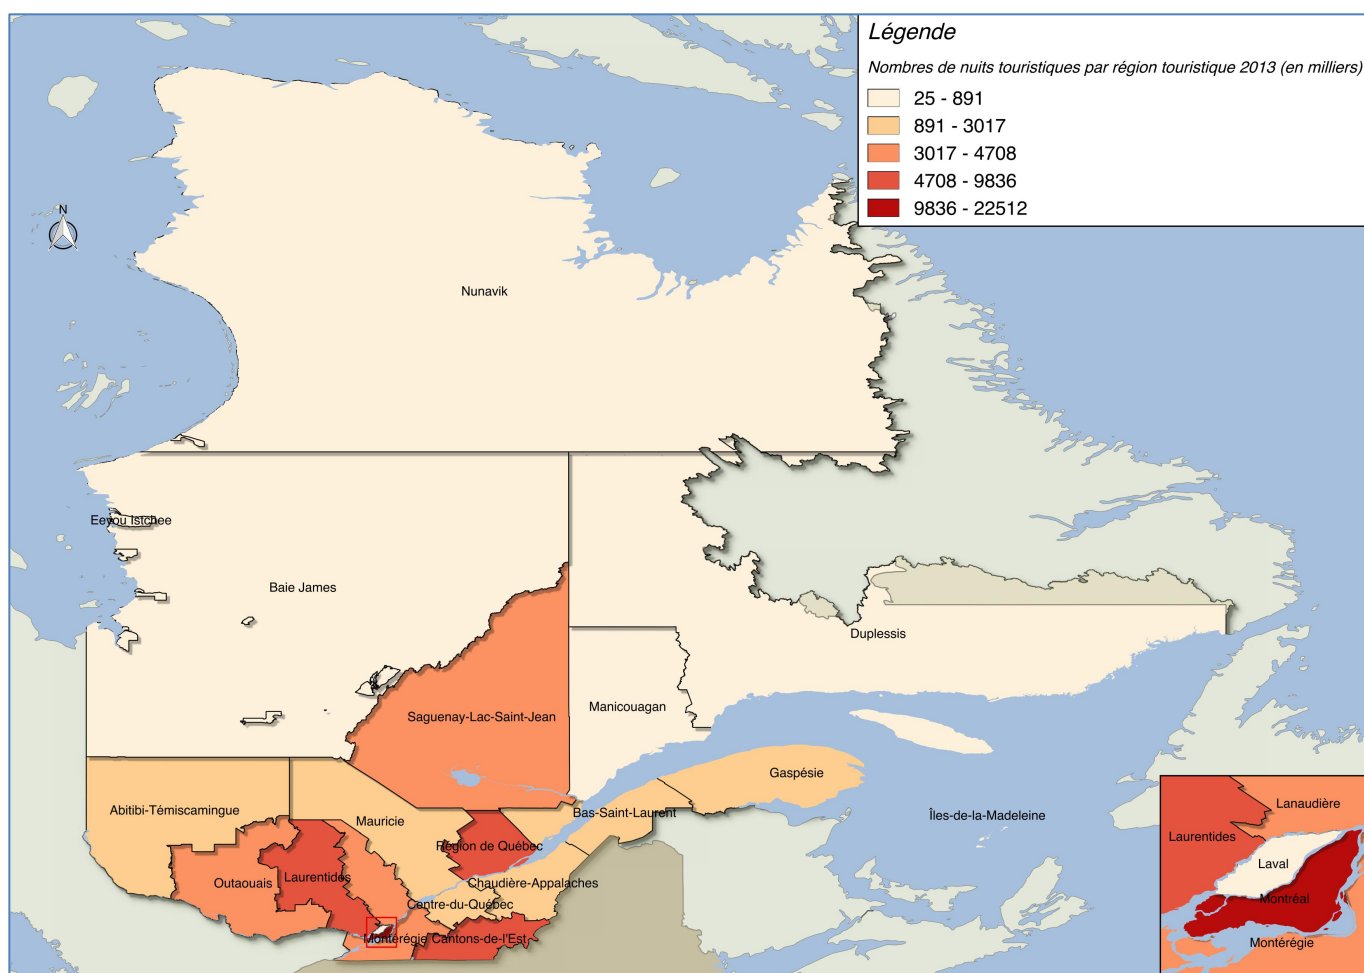 Légende
Nombres de nuits touristiques par région touristique 2013 (en milliers)
25 - 891
891 - 3017
3017 - 4708
4708 - 9836
9836 - 22512
N
Nunavik
Eeyou Istchee
Baie James
Duplessis
Saguenay-Lac-Saint-Jean
Manicouagan
Gaspésie
Abitibi-Témiscamingue
Mauricie
Bas-Saint-Laurent
Îles-de-la-Madeleine
Région de Québec
Outaouais
Laurentides
Chaudière-Appalaches
Centre-du-Québec
Montérégie
Cantons-de-l'Est
Lanaudière
Laurentides
Laval
Montréal
Montérégie